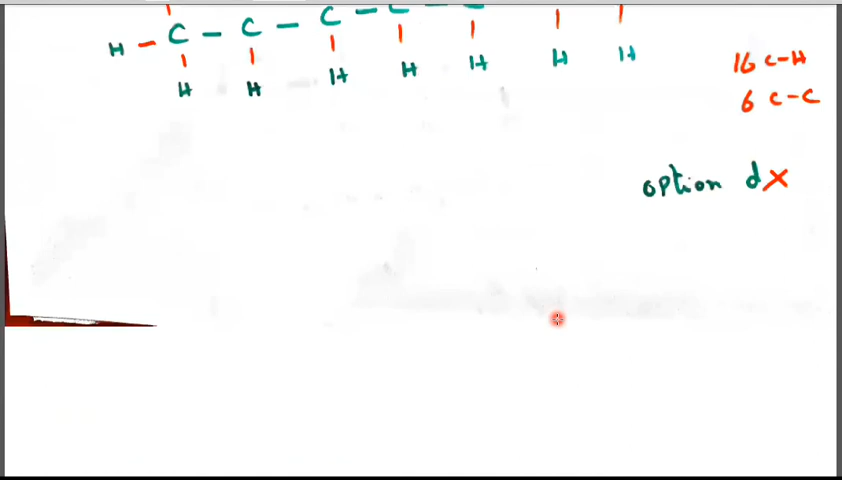 H - C - C - C - C - C
H H H H H H H
16 C-H
6 C-C
option d X